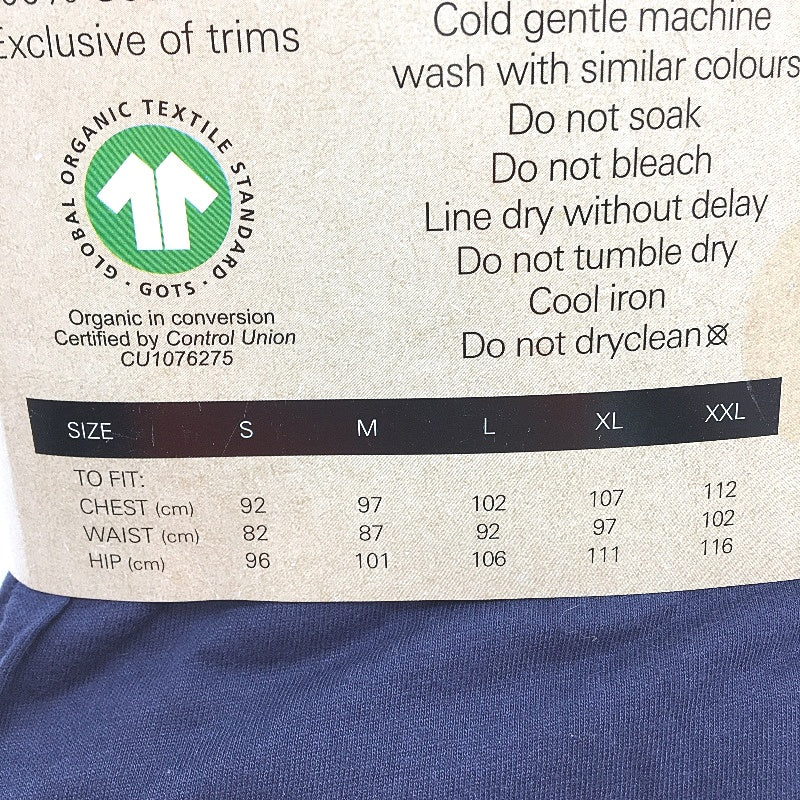 Exclusive of trims
GLOBAL ORGANIC TEXTILE STANDARD
· GOTS ·
Organic in conversion
Certified by Control Union
CU1076275
Cold gentle machine
wash with similar colours
Do not soak
Do not bleach
Line dry without delay
Do not tumble dry
Cool iron
Do not dryclean
SIZE S M L XL XXL
TO FIT:
CHEST (cm) 92 97 102 107 112
WAIST (cm) 82 87 92 97 102
HIP (cm) 96 101 106 111 116